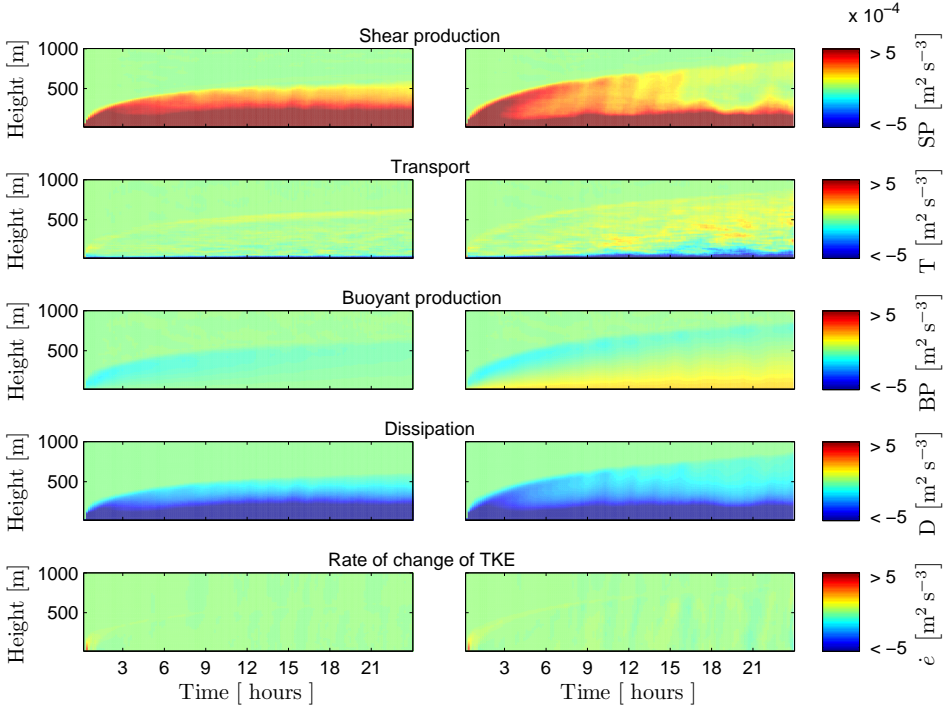 x 10⁻⁴
Shear production
Height [m]
1000
500
> 5
< −5
SP [m² s⁻³]
Transport
Height [m]
1000
500
> 5
< −5
T [m² s⁻³]
Buoyant production
Height [m]
1000
500
> 5
< −5
BP [m² s⁻³]
Dissipation
Height [m]
1000
500
> 5
< −5
D [m² s⁻³]
Rate of change of TKE
Height [m]
1000
500
> 5
< −5
ė [m² s⁻³]
3 6 9 12 15 18 21
3 6 9 12 15 18 21
Time [ hours ]
Time [ hours ]